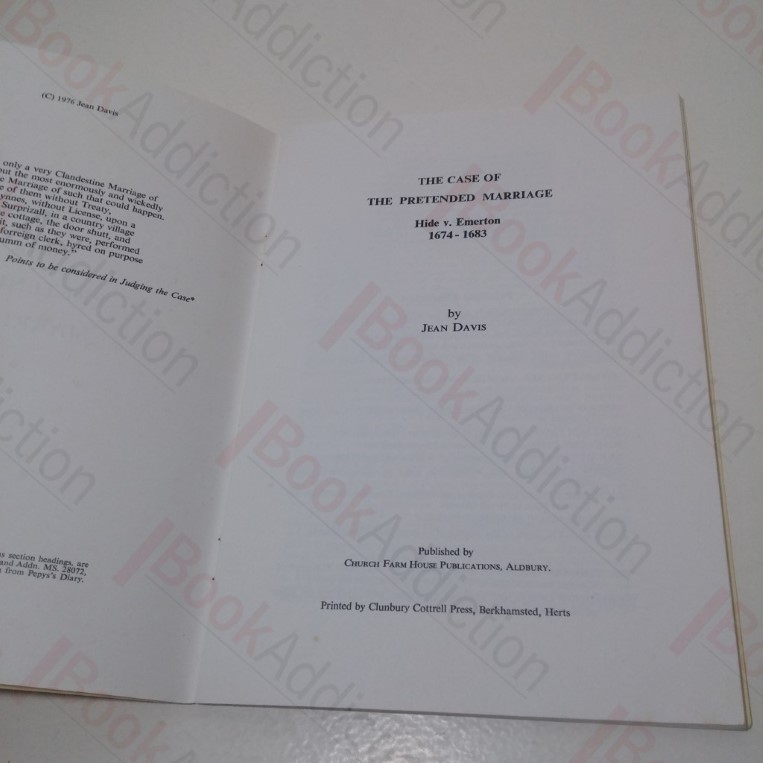 (C) 1976 Jean Davis
only a very Clandestine Marriage of
but the most enormously and wickedly
Marriage of such that could happen.
of them without Treaty,
without License, upon a
Surprizall, in a country village
cottage, the door shutt, and
such as they were, performed
forreign clerk, hyred on purpose
summ of money."
Points to be considered in Judging the Case*
section headings, are
and Addn. MS. 28072,
from Pepys's Diary.
THE CASE OF
THE PRETENDED MARRIAGE
Hide v. Emerton
1674 - 1683
by
JEAN DAVIS
Published by
CHURCH FARM HOUSE PUBLICATIONS, ALDBURY.
Printed by Clunbury Cottrell Press, Berkhamsted, Herts
BookAddiction